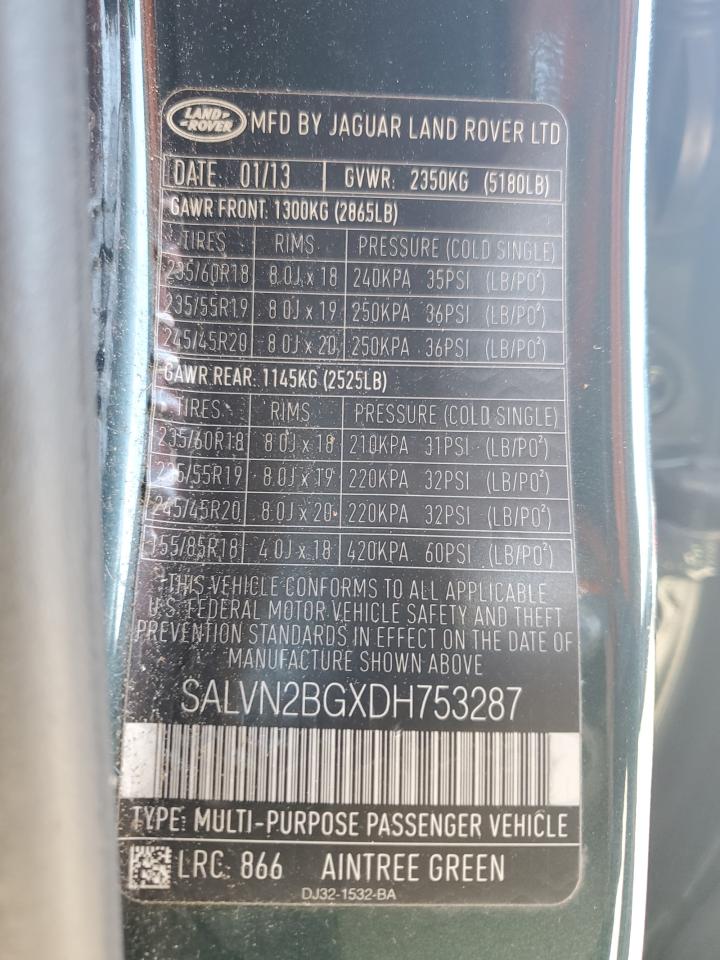 LAND ROVER
MFD BY JAGUAR LAND ROVER LTD
DATE: 01/13 GVWR: 2350KG (5180LB)
GAWR FRONT: 1300KG (2865LB)
TIRES RIMS PRESSURE (COLD SINGLE)
235/60R18 8.0J x 18 240KPA 35PSI (LB/PO²)
235/55R19 8.0J x 19 250KPA 36PSI (LB/PO²)
245/45R20 8.0J x 20 250KPA 36PSI (LB/PO²)
GAWR REAR: 1145KG (2525LB)
TIRES RIMS PRESSURE (COLD SINGLE)
235/60R18 8.0J x 18 210KPA 31PSI (LB/PO²)
235/55R19 8.0J x 19 220KPA 32PSI (LB/PO²)
245/45R20 8.0J x 20 220KPA 32PSI (LB/PO²)
155/85R18 4.0J x 18 420KPA 60PSI (LB/PO²)
THIS VEHICLE CONFORMS TO ALL APPLICABLE
U.S. FEDERAL MOTOR VEHICLE SAFETY AND THEFT
PREVENTION STANDARDS IN EFFECT ON THE DATE OF
MANUFACTURE SHOWN ABOVE
SALVN2BGXDH753287
TYPE: MULTI-PURPOSE PASSENGER VEHICLE
LRC: 866 AINTREE GREEN
DJ32-1532-BA